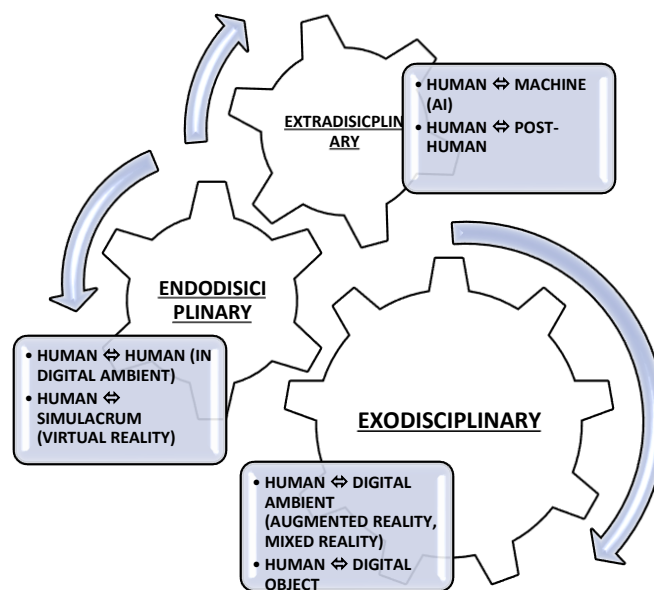 EXTRADISICPLIN
ARY
• HUMAN ⇔ MACHINE
(AI)
• HUMAN ⇔ POST-
HUMAN
ENDODISICI
PLINARY
• HUMAN ⇔ HUMAN (IN
DIGITAL AMBIENT)
• HUMAN ⇔
SIMULACRUM
(VIRTUAL REALITY)
EXODISCIPLINARY
• HUMAN ⇔ DIGITAL
AMBIENT
(AUGMENTED REALITY,
MIXED REALITY)
• HUMAN ⇔ DIGITAL
OBJECT